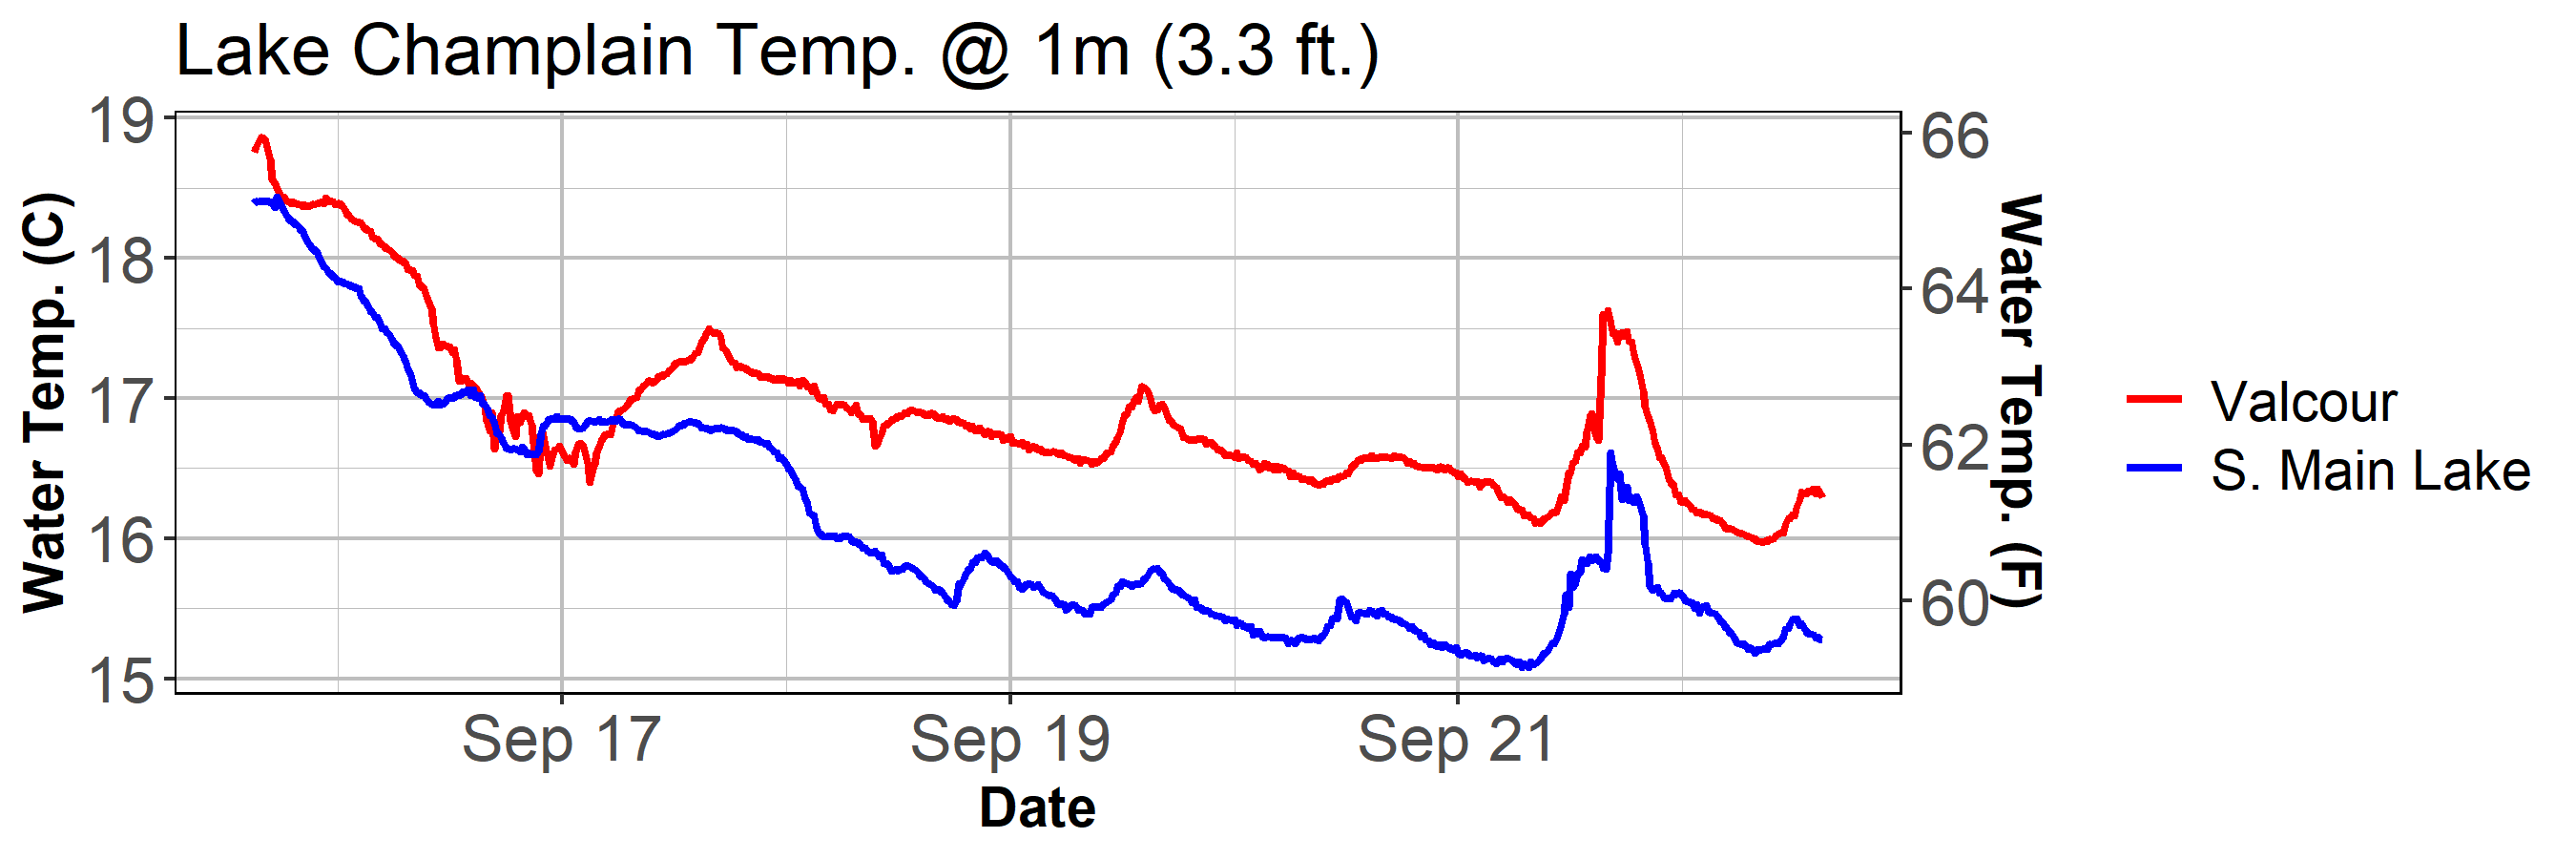 Lake Champlain Temp. @ 1m (3.3 ft.)
19
18
17
16
15
Water Temp. (C)
66
64
62
60
Water Temp. (F)
Sep 17
Sep 19
Sep 21
Date
Valcour
S. Main Lake